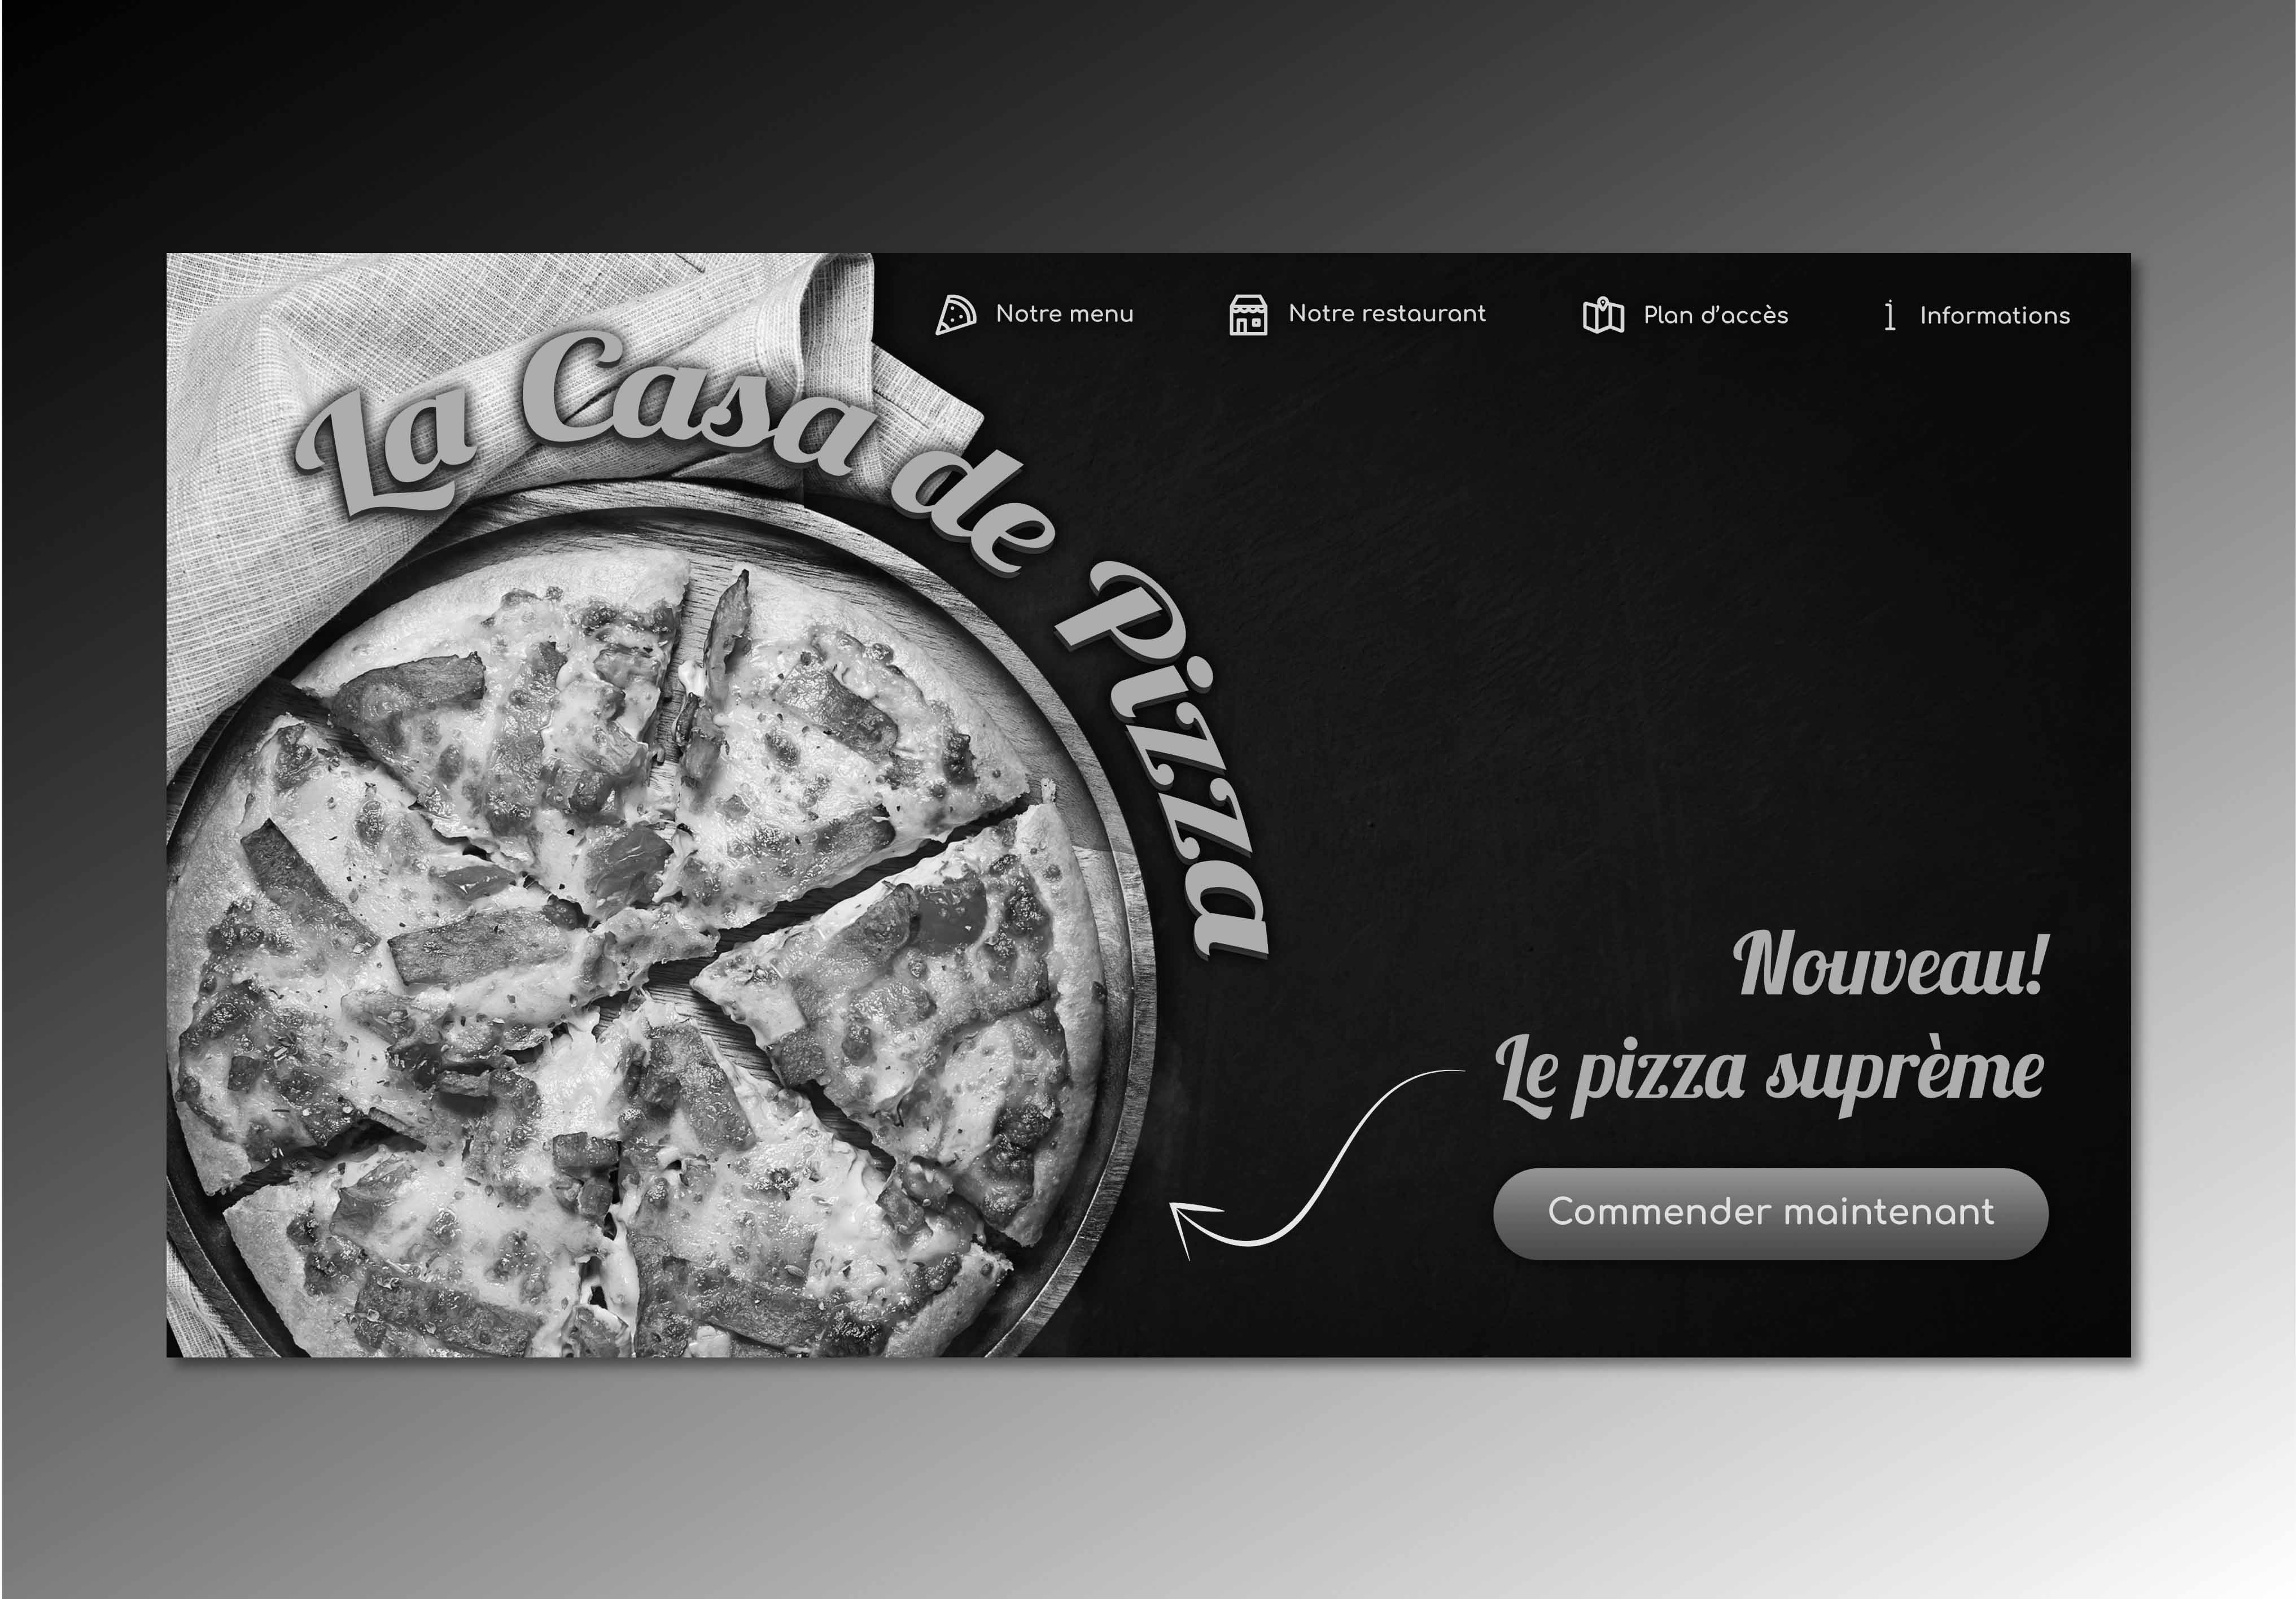 Notre menu
Notre restaurant
Plan d’accès
Informations
La Casa de Pizza
Nouveau!
Le pizza suprème
Commender maintenant